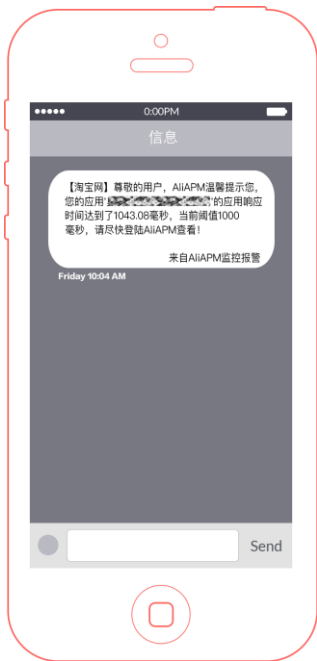 0:00PM
信息
【淘宝网】尊敬的用户，AliAPM温馨提示您，
您的应用'                '的应用响应
时间达到了1043.08毫秒，当前阈值1000
毫秒，请尽快登陆AliAPM查看！
来自AliAPM监控报警
Friday 10:04 AM
Send